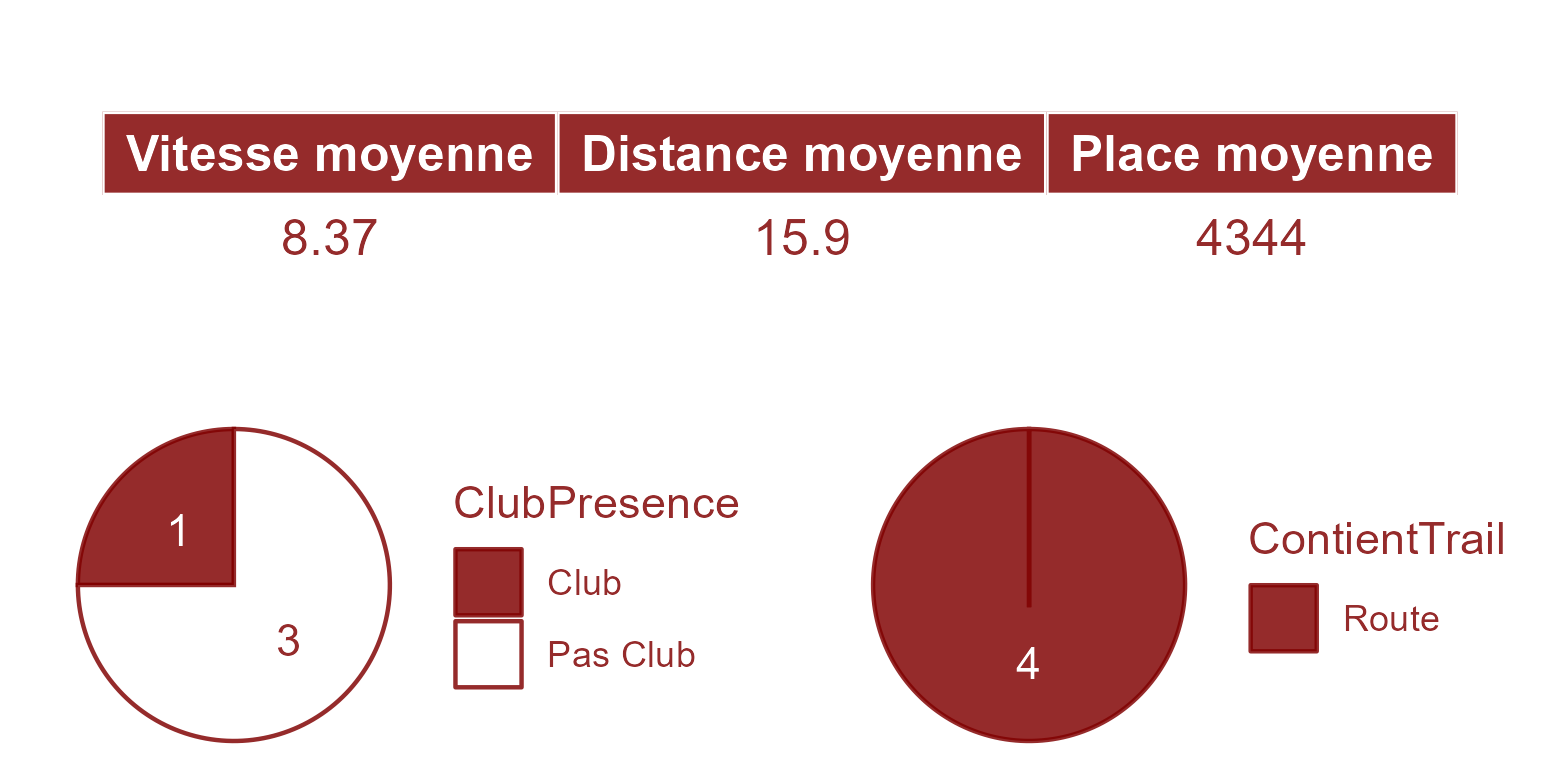 Vitesse moyenne Distance moyenne Place moyenne
8.37 15.9 4344
1
3
ClubPresence
Club
Pas Club
4
ContientTrail
Route